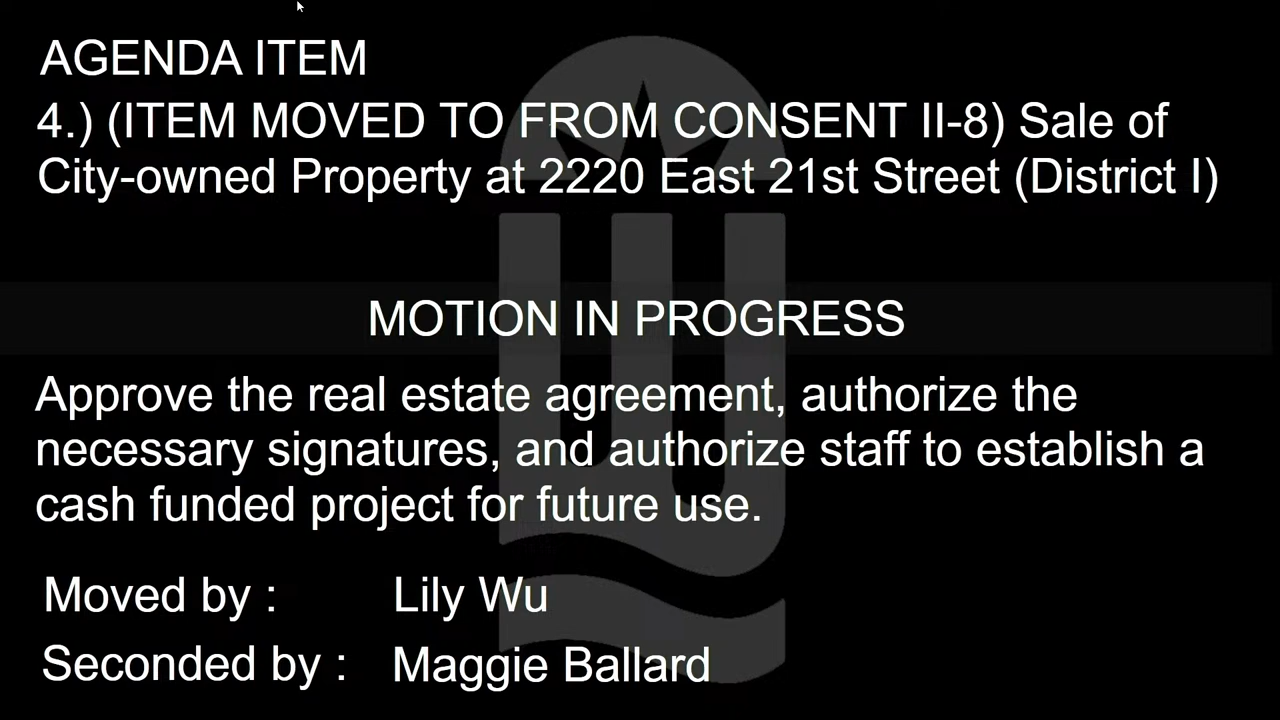 AGENDA ITEM
4.) (ITEM MOVED TO FROM CONSENT II-8) Sale of
City-owned Property at 2220 East 21st Street (District I)
MOTION IN PROGRESS
Approve the real estate agreement, authorize the
necessary signatures, and authorize staff to establish a
cash funded project for future use.
Moved by : Lily Wu
Seconded by : Maggie Ballard